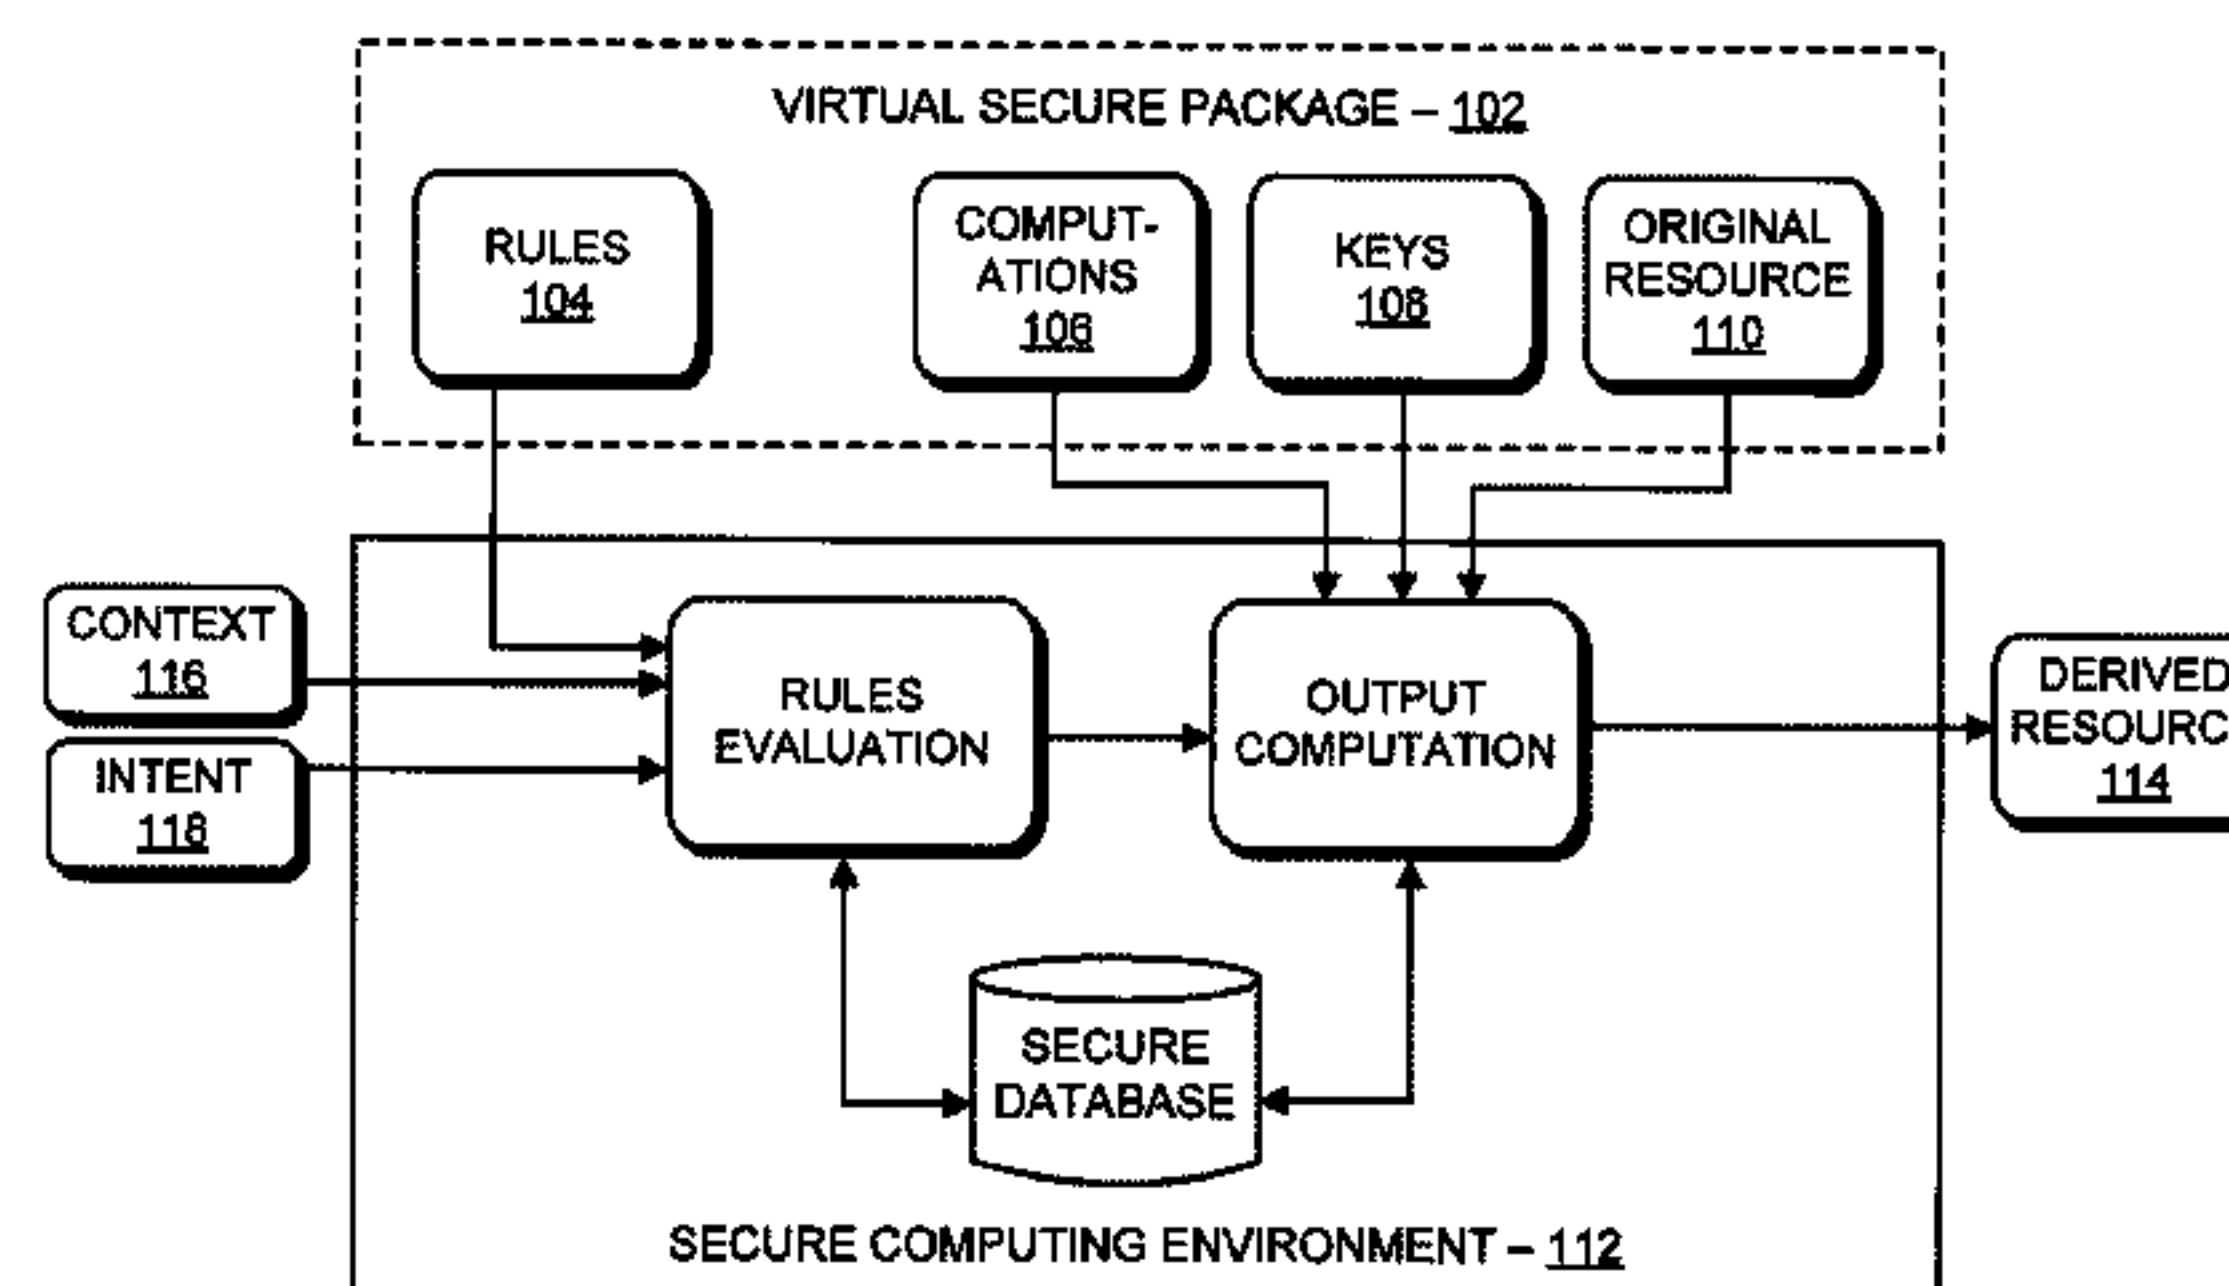 VIRTUAL SECURE PACKAGE – 102
RULES
104
COMPUT-
ATIONS
106
KEYS
108
ORIGINAL
RESOURCE
110
CONTEXT
116
INTENT
118
RULES
EVALUATION
OUTPUT
COMPUTATION
DERIVED
RESOURC
114
SECURE
DATABASE
SECURE COMPUTING ENVIRONMENT – 112